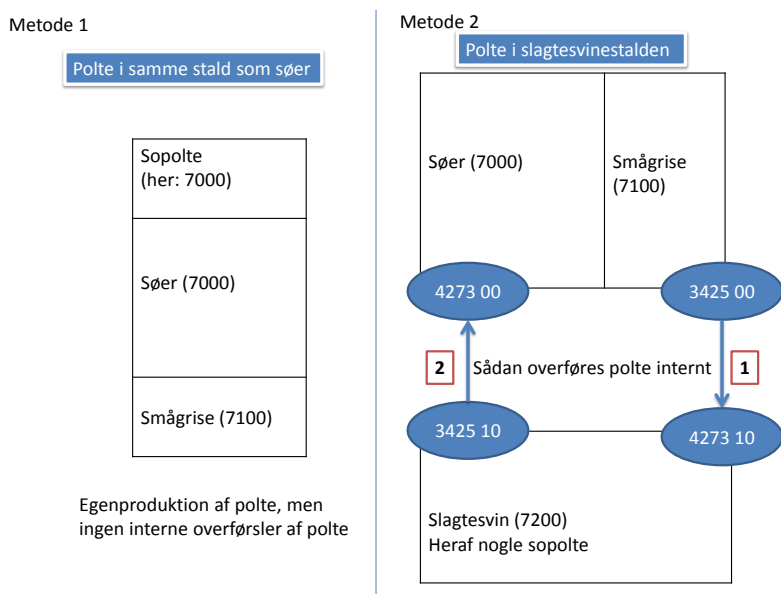 Metode 1
Polte i samme stald som søer
Sopolte
(her: 7000)
Søer (7000)
Smågrise (7100)
Egenproduktion af polte, men
ingen interne overførsler af polte
Metode 2
Polte i slagtesvinestalden
Søer (7000)
Smågrise
(7100)
4273 00
3425 00
2
Sådan overføres polte internt
1
3425 10
4273 10
Slagtesvin (7200)
Heraf nogle sopolte